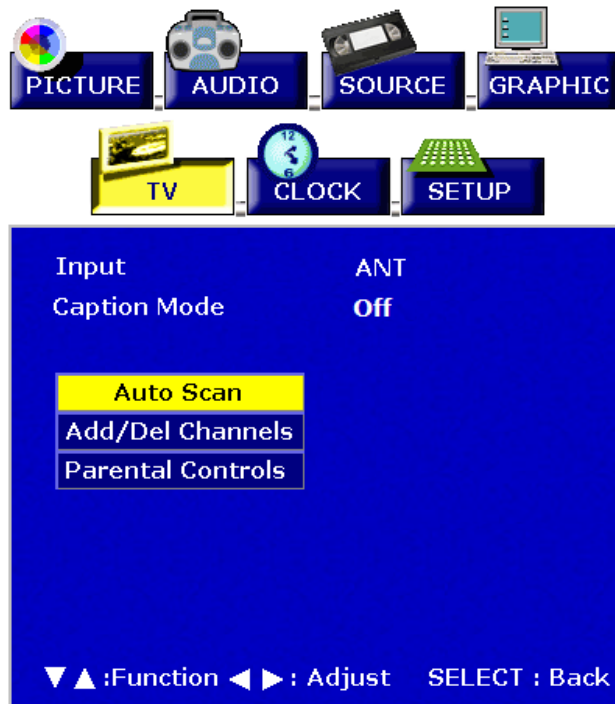 PICTURE AUDIO SOURCE GRAPHIC
12
6
TV CLOCK SETUP
Input ANT
Caption Mode Off
Auto Scan
Add/Del Channels
Parental Controls
▼▲:Function ◀ ▶: Adjust SELECT : Back